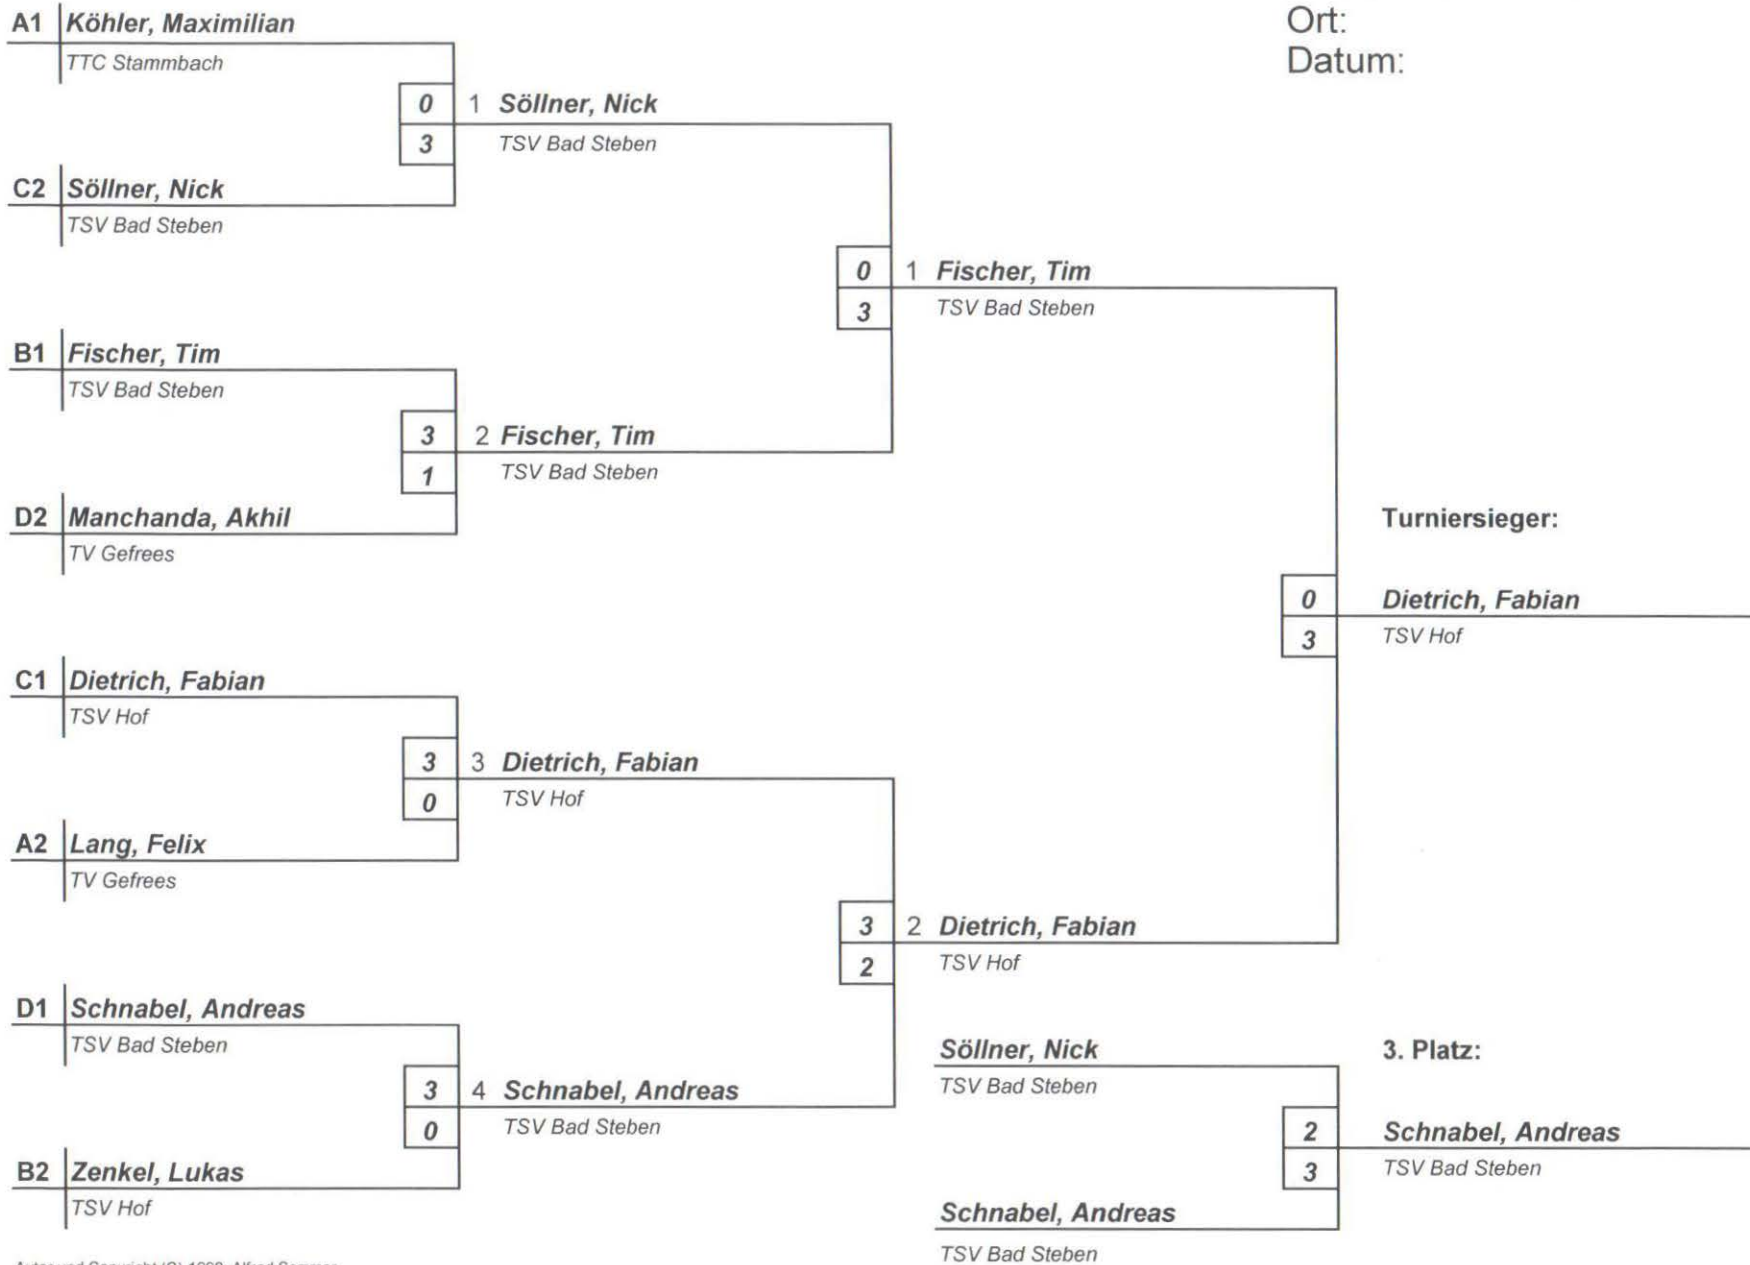 Ort:
Datum:
A1 Köhler, Maximilian
TTC Stammbach
0 1 Söllner, Nick
3 TSV Bad Steben
C2 Söllner, Nick
TSV Bad Steben
0 1 Fischer, Tim
3 TSV Bad Steben
B1 Fischer, Tim
TSV Bad Steben
3 2 Fischer, Tim
1 TSV Bad Steben
D2 Manchanda, Akhil
TV Gefrees
Turniersieger:
0 Dietrich, Fabian
3 TSV Hof
C1 Dietrich, Fabian
TSV Hof
3 3 Dietrich, Fabian
0 TSV Hof
A2 Lang, Felix
TV Gefrees
3 2 Dietrich, Fabian
2 TSV Hof
D1 Schnabel, Andreas
TSV Bad Steben
3 4 Schnabel, Andreas
0 TSV Bad Steben
B2 Zenkel, Lukas
TSV Hof
Söllner, Nick
TSV Bad Steben
3. Platz:
2 Schnabel, Andreas
3 TSV Bad Steben
Schnabel, Andreas
TSV Bad Steben